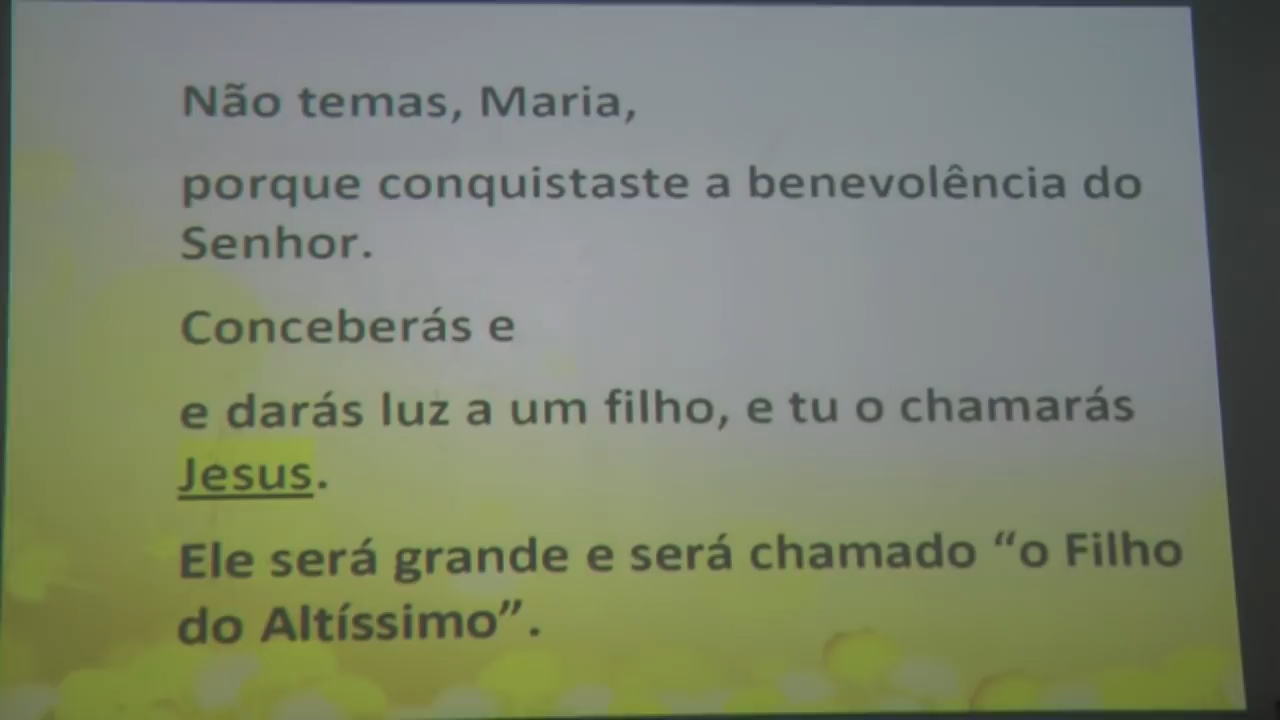 Não temas, Maria,
porque conquistaste a benevolência do
Senhor.
Conceberás e
e darás luz a um filho, e tu o chamarás
Jesus.
Ele será grande e será chamado “o Filho
do Altíssimo”.